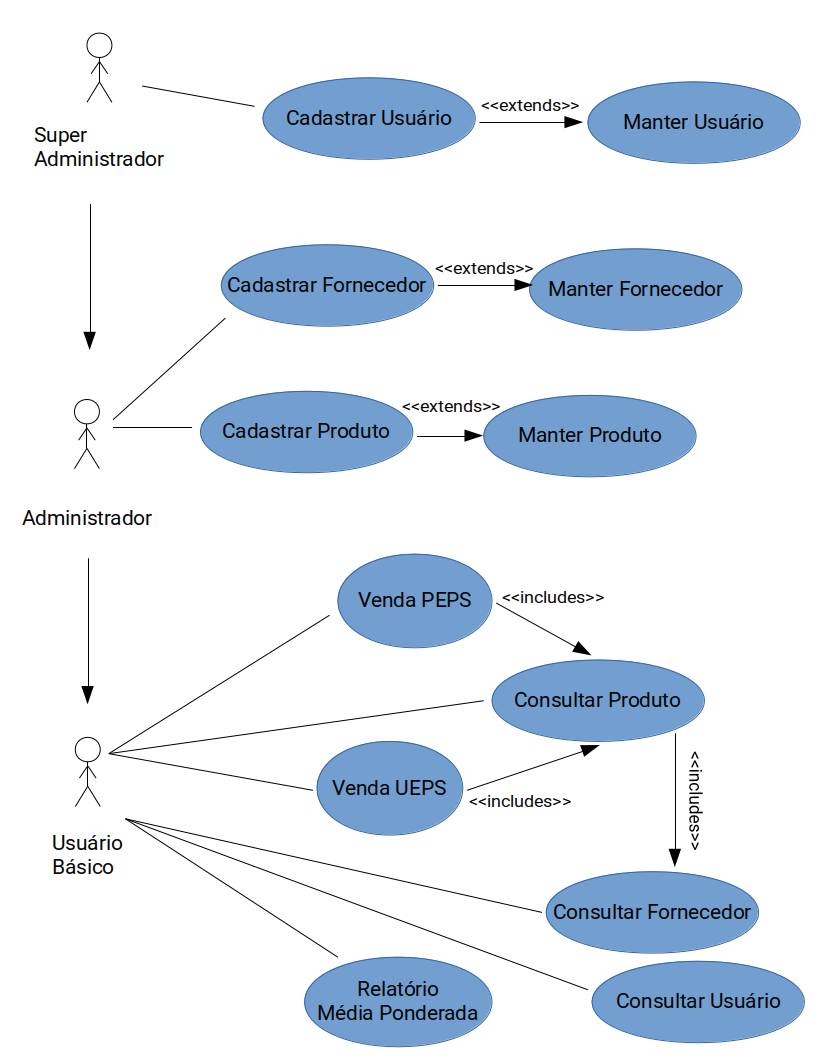 Super
Administrador
Cadastrar Usuário
<<extends>>
Manter Usuário
Cadastrar Fornecedor
<<extends>>
Manter Fornecedor
Cadastrar Produto
<<extends>>
Manter Produto
Administrador
Venda PEPS
<<includes>>
Consultar Produto
Venda UEPS
<<includes>>
<<includes>>
Usuário
Básico
Consultar Fornecedor
Relatório
Média Ponderada
Consultar Usuário